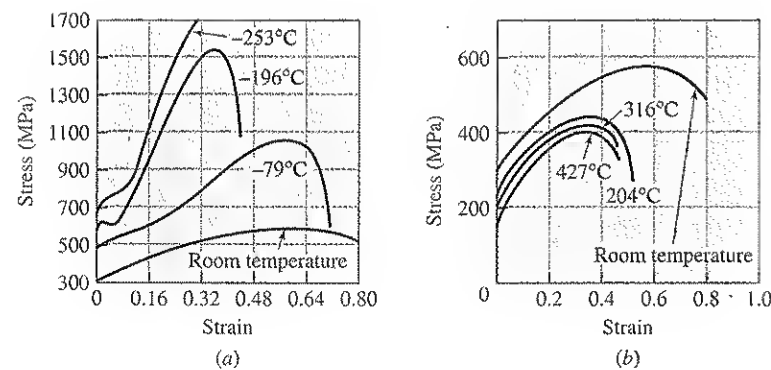 1700
1500
1300
1100
900
700
500
300
Stress (MPa)
–253°C
–196°C
–79°C
Room temperature
0
0.16
0.32
0.48
0.64
0.80
Strain
(a)
600
400
200
0
Stress (MPa)
316°C
427°C
204°C
Room temperature
0.2
0.4
0.6
0.8
1.0
Strain
(b)